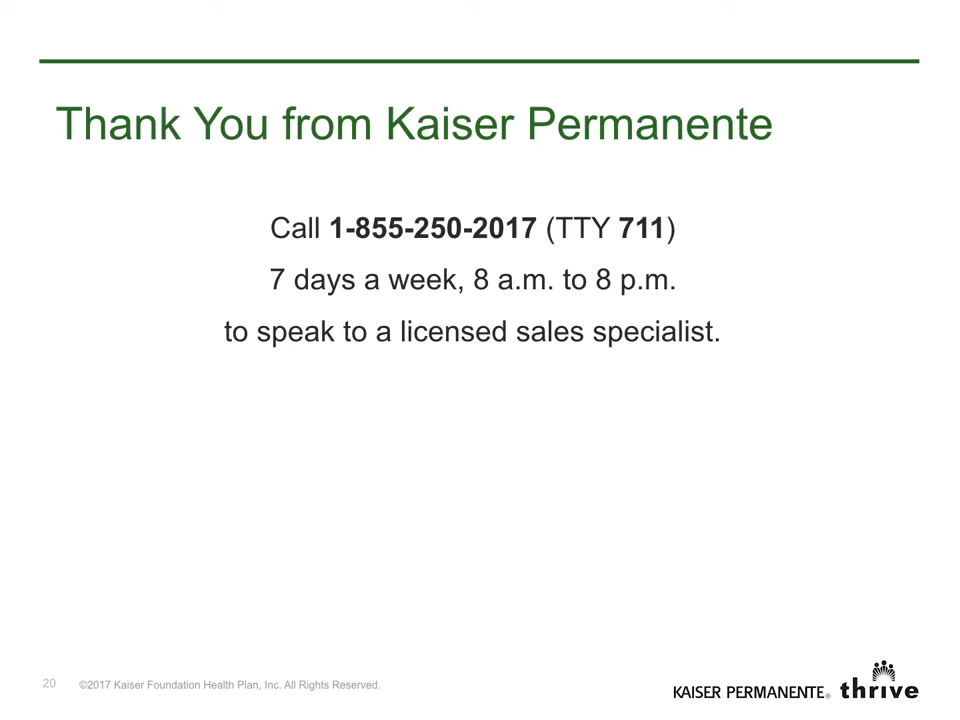 Thank You from Kaiser Permanente
Call 1-855-250-2017 (TTY 711)
7 days a week, 8 a.m. to 8 p.m.
to speak to a licensed sales specialist.
20 ©2017 Kaiser Foundation Health Plan, Inc. All Rights Reserved.
KAISER PERMANENTE® thrive